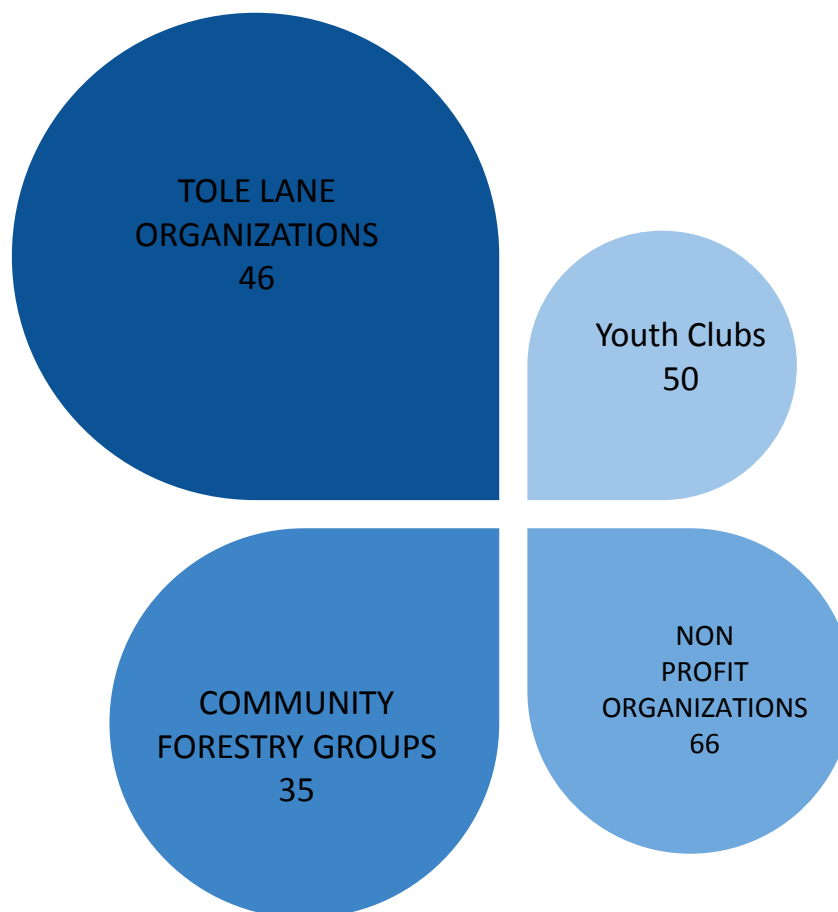 TOLE LANE
ORGANIZATIONS
46
Youth Clubs
50
COMMUNITY
FORESTRY GROUPS
35
NON
PROFIT
ORGANIZATIONS
66